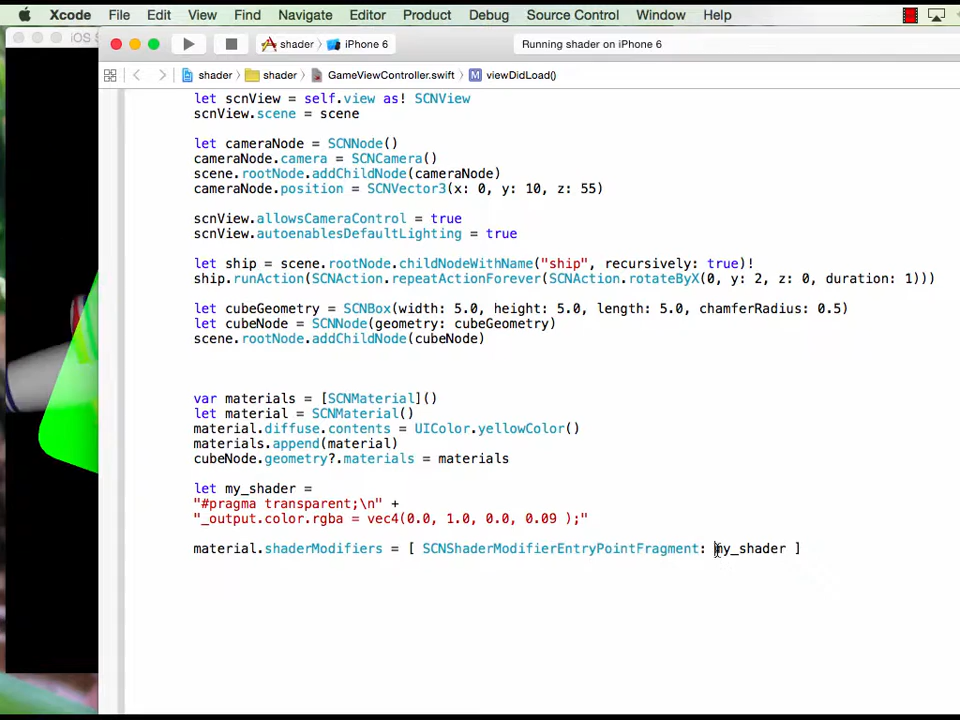 Xcode File Edit View Find Navigate Editor Product Debug Source Control Window Help
iOS S
shader iPhone 6
Running shader on iPhone 6
shader shader GameViewController.swift M viewDidLoad()
let scnView = self.view as! SCNView
scnView.scene = scene
let cameraNode = SCNNode()
cameraNode.camera = SCNCamera()
scene.rootNode.addChildNode(cameraNode)
cameraNode.position = SCNVector3(x: 0, y: 10, z: 55)
scnView.allowsCameraControl = true
scnView.autoenablesDefaultLighting = true
let ship = scene.rootNode.childNodeWithName("ship", recursively: true)!
ship.runAction(SCNAction.repeatActionForever(SCNAction.rotateByX(0, y: 2, z: 0, duration: 1)))
let cubeGeometry = SCNBox(width: 5.0, height: 5.0, length: 5.0, chamferRadius: 0.5)
let cubeNode = SCNNode(geometry: cubeGeometry)
scene.rootNode.addChildNode(cubeNode)
var materials = [SCNMaterial]()
let material = SCNMaterial()
material.diffuse.contents = UIColor.yellowColor()
materials.append(material)
cubeNode.geometry?.materials = materials
let my_shader =
"#pragma transparent;\n" +
"_output.color.rgba = vec4(0.0, 1.0, 0.0, 0.09 );"
material.shaderModifiers = [ SCNShaderModifierEntryPointFragment: my_shader ]